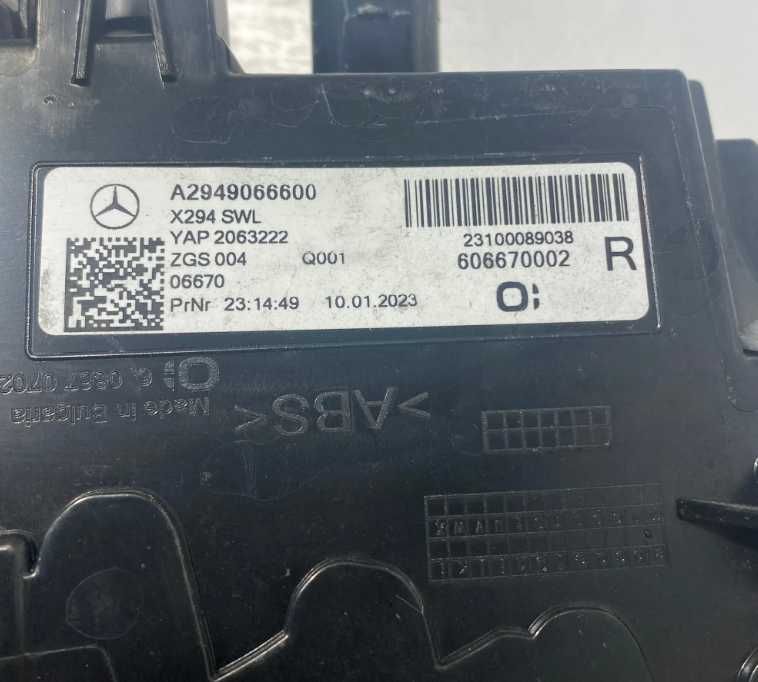 A2949066600
X294 SWL
YAP 2063222
ZGS 004 Q001
06670
PrNr 23:14:49 10.01.2023
23100089038
606670002 R
Made in Bulgaria
>ABS<